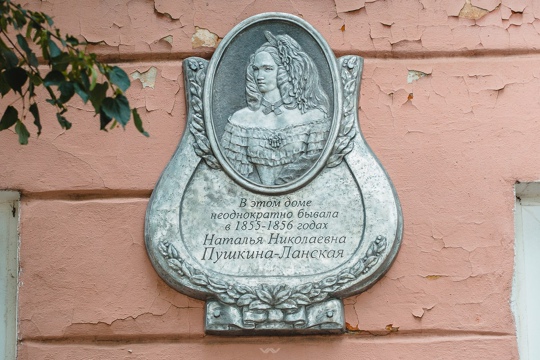 В этом доме
неоднократно бывала
в 1855-1856 годах
Наталья Николаевна
Пушкина-Ланская